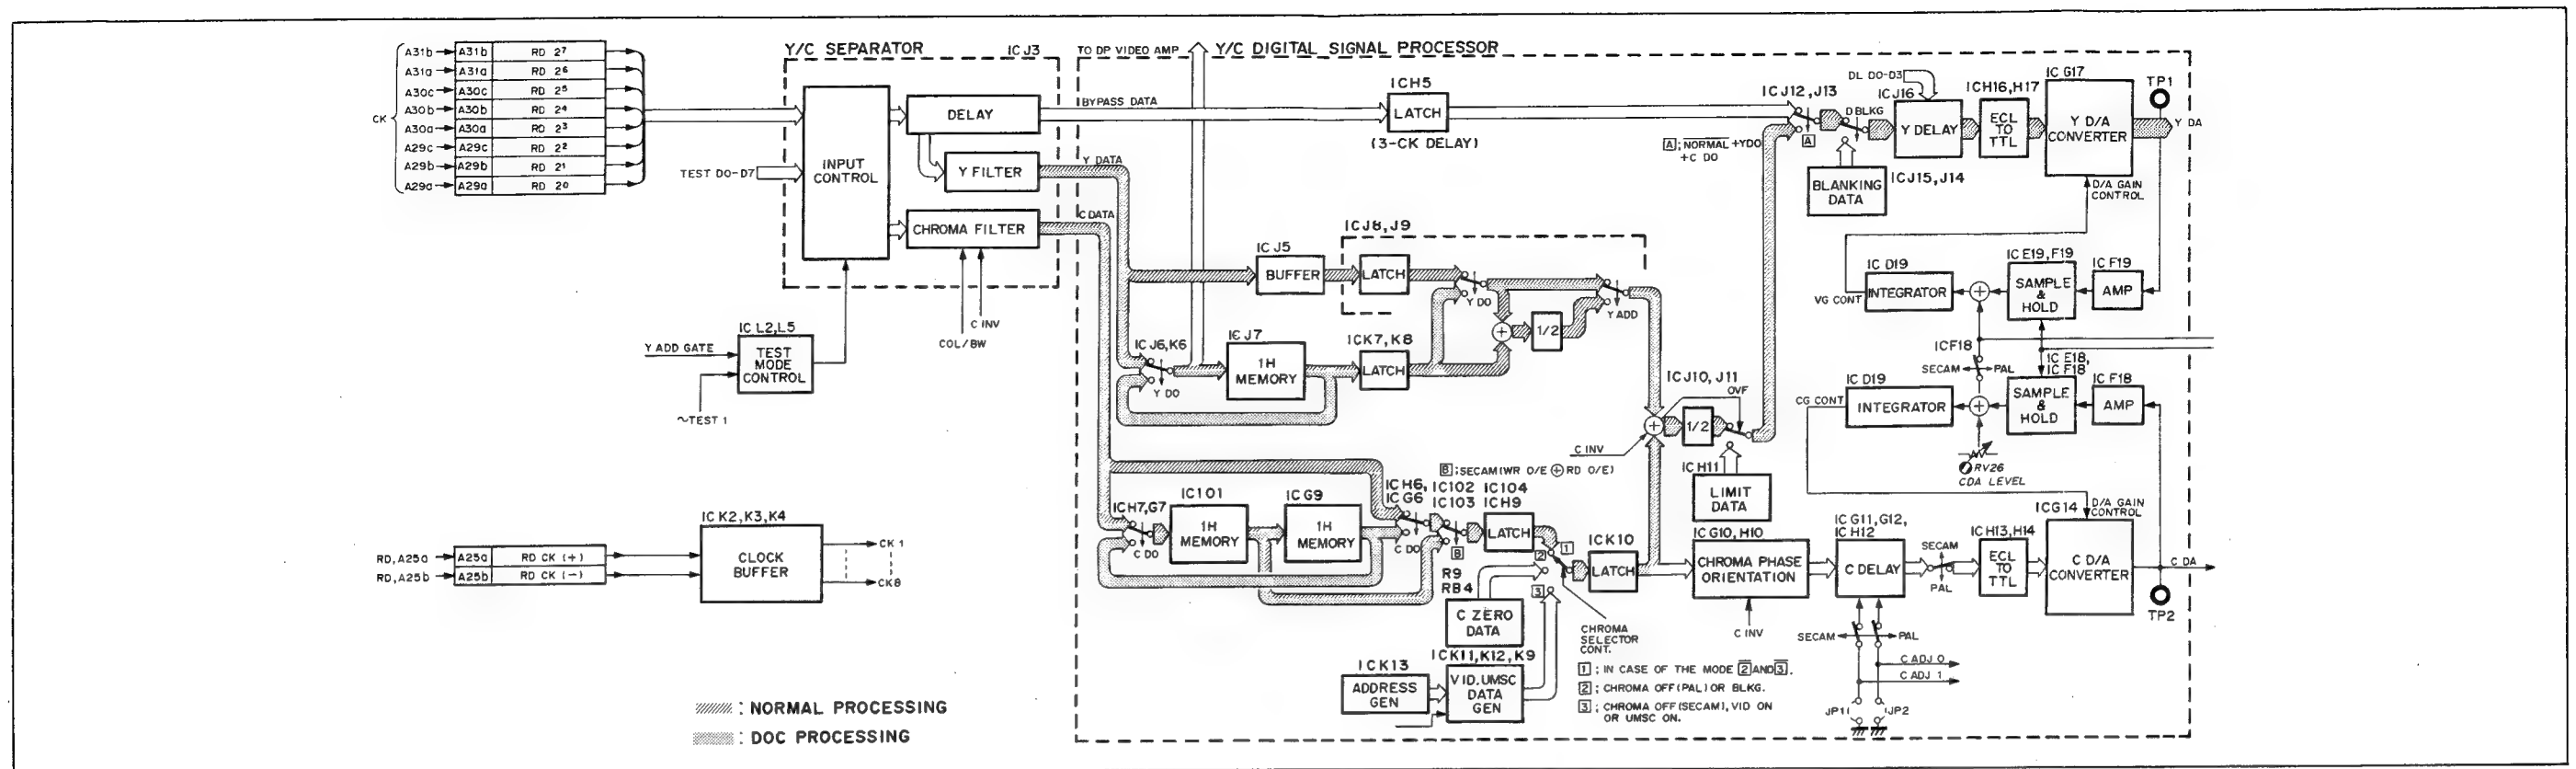 CK
A31b A31b RD 2⁷
A31a A31a RD 2⁶
A30c A30c RD 2⁵
A30b A30b RD 2⁴
A30a A30a RD 2³
A29c A29c RD 2²
A29b A29b RD 2¹
A29a A29a RD 2⁰
TEST D0-D7
Y/C SEPARATOR
IC J3
INPUT CONTROL
DELAY
Y FILTER
CHROMA FILTER
C INV
COL/BW
IC L2, L5
Y ADD GATE
TEST MODE CONTROL
~TEST 1
IC K2, K3, K4
RD, A25a A25a RD CK (+)
RD, A25b A25b RD CK (−)
CLOCK BUFFER
CK 1
CK8
: NORMAL PROCESSING
: DOC PROCESSING
TO DP VIDEO AMP
Y/C DIGITAL SIGNAL PROCESSOR
BYPASS DATA
Y DATA
C DATA
ICH5
LATCH
(3-CK DELAY)
IC J5
BUFFER
ICJ8, J9
LATCH
Y DO
Y ADD
1/2
IC J6, K6
Y DO
IC J7
1H MEMORY
ICK7, K8
LATCH
ICH7, G7
C DO
IC101
1H MEMORY
IC G9
1H MEMORY
IC H6, IC G6
C DO
IC102
IC103
B
B; SECAM (WR O/E ⊕ RD O/E)
IC104
ICH9
LATCH
1
2
3
R9
RB4
C ZERO DATA
ICK13
ADDRESS GEN
ICK11, K12, K9
VID. UMSC DATA GEN
CHROMA SELECTOR CONT.
1; IN CASE OF THE MODE 2̅ AND 3̅.
2; CHROMA OFF (PAL) OR BLKG.
3; CHROMA OFF (SECAM), VID ON
OR UMSC ON.
ICK10
LATCH
ICJ10, J11
OVF
1/2
C INV
ICH11
LIMIT DATA
IC G10, H10
CHROMA PHASE ORIENTATION
C INV
IC G11, G12,
IC H12
C DELAY
SECAM
PAL
SECAM PAL
C ADJ 0
C ADJ 1
JP1
JP2
ICH13, H14
ECL TO TTL
ICG14
D/A GAIN CONTROL
C D/A CONVERTER
C DA
TP2
ICJ12, J13
A
A; N̅O̅R̅M̅A̅L̅ + YDO
+ C DO
D BLKG
BLANKING DATA
ICJ15, J14
DL D0-D3
ICJ16
Y DELAY
ICH16, H17
ECL TO TTL
IC G17
Y D/A CONVERTER
D/A GAIN CONTROL
TP1
Y DA
IC D19
INTEGRATOR
VG CONT
IC E19, F19
SAMPLE & HOLD
IC F19
AMP
ICF18
SECAM PAL
IC D19
INTEGRATOR
CG CONT
IC E18,
IC F18
SAMPLE & HOLD
IC F18
AMP
RV26
CDA LEVEL